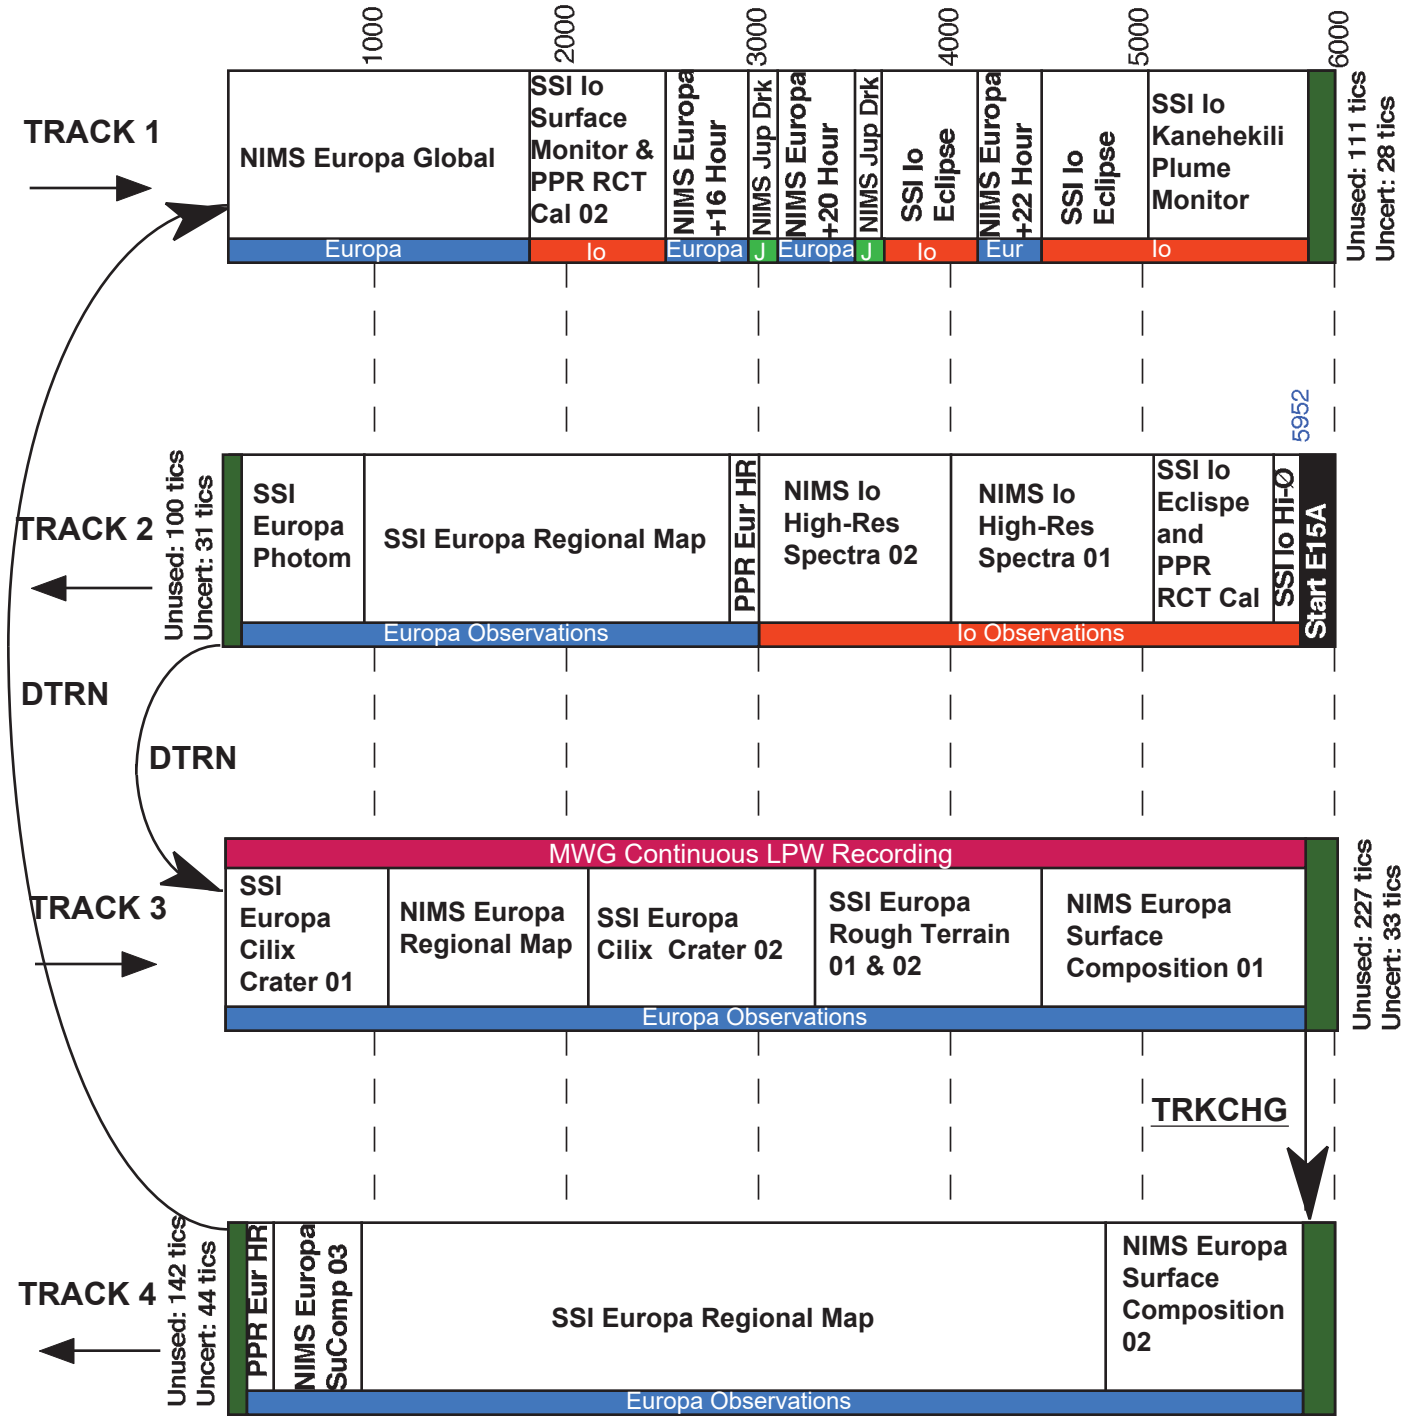 1000
2000
3000
4000
5000
6000
TRACK 1
NIMS Europa Global
SSI Io
Surface
Monitor &
PPR RCT
Cal 02
NIMS Europa
+16 Hour
NIMS Jup Drk
NIMS Europa
+20 Hour
NIMS Jup Drk
SSI Io
Eclipse
NIMS Europa
+22 Hour
SSI Io
Eclipse
SSI Io
Kanehekili
Plume
Monitor
Unused: 111 tics
Uncert: 28 tics
Europa
Io
Europa
J
Europa
J
Io
Eur
Io
5952
TRACK 2
Unused: 100 tics
Uncert: 31 tics
SSI
Europa
Photom
SSI Europa Regional Map
PPR Eur HR
NIMS Io
High-Res
Spectra 02
NIMS Io
High-Res
Spectra 01
SSI Io
Eclispe
and
PPR
RCT Cal
SSI Io Hi-Ø
Start E15A
Europa Observations
Io Observations
DTRN
DTRN
TRACK 3
MWG Continuous LPW Recording
SSI
Europa
Cilix
Crater 01
NIMS Europa
Regional Map
SSI Europa
Cilix Crater 02
SSI Europa
Rough Terrain
01 & 02
NIMS Europa
Surface
Composition 01
Unused: 227 tics
Uncert: 33 tics
Europa Observations
TRKCHG
TRACK 4
Unused: 142 tics
Uncert: 44 tics
PPR Eur HR
NIMS Europa
SuComp 03
SSI Europa Regional Map
NIMS Europa
Surface
Composition
02
Europa Observations